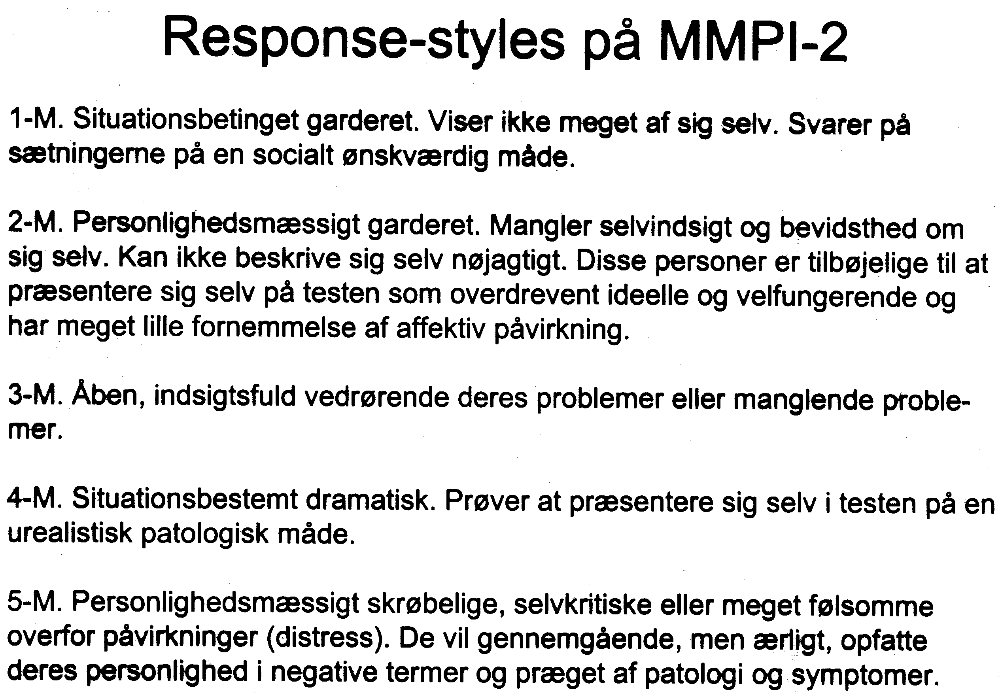 Response-styles på MMPI-2
1-M. Situationsbetinget garderet. Viser ikke meget af sig selv. Svarer på
sætningerne på en socialt ønskværdig måde.
2-M. Personlighedsmæssigt garderet. Mangler selvindsigt og bevidsthed om
sig selv. Kan ikke beskrive sig selv nøjagtigt. Disse personer er tilbøjelige til at
præsentere sig selv på testen som overdrevent ideelle og velfungerende og
har meget lille fornemmelse af affektiv påvirkning.
3-M. Åben, indsigtsfuld vedrørende deres problemer eller manglende proble-
mer.
4-M. Situationsbestemt dramatisk. Prøver at præsentere sig selv i testen på en
urealistisk patologisk måde.
5-M. Personlighedsmæssigt skrøbelige, selvkritiske eller meget følsomme
overfor påvirkninger (distress). De vil gennemgående, men ærligt, opfatte
deres personlighed i negative termer og præget af patologi og symptomer.